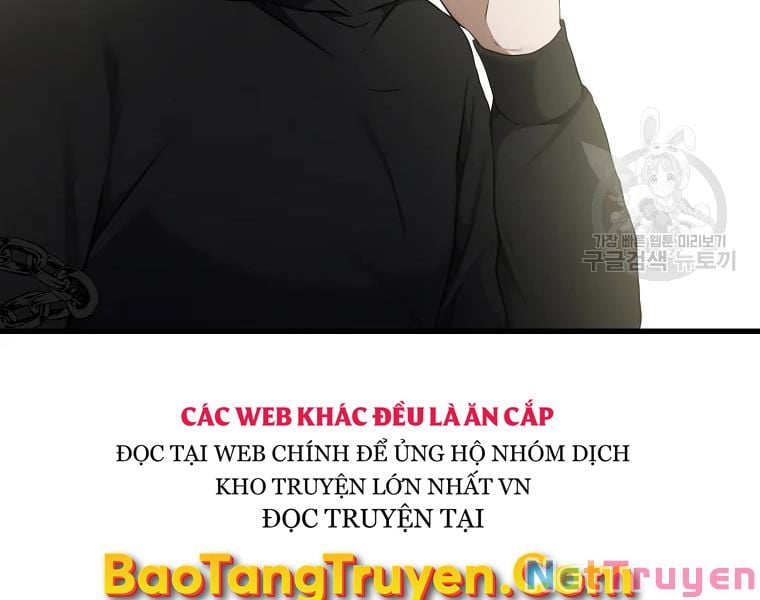 가장 빠른 웹툰 미리보기
구글검색 뉴토끼
CÁC WEB KHÁC ĐỀU LÀ ĂN CẮP
ĐỌC TẠI WEB CHÍNH ĐỂ ỦNG HỘ NHÓM DỊCH
KHO TRUYỆN LỚN NHẤT VN
ĐỌC TRUYỆN TẠI
BaoTangTruyen.Com
NetTruyen